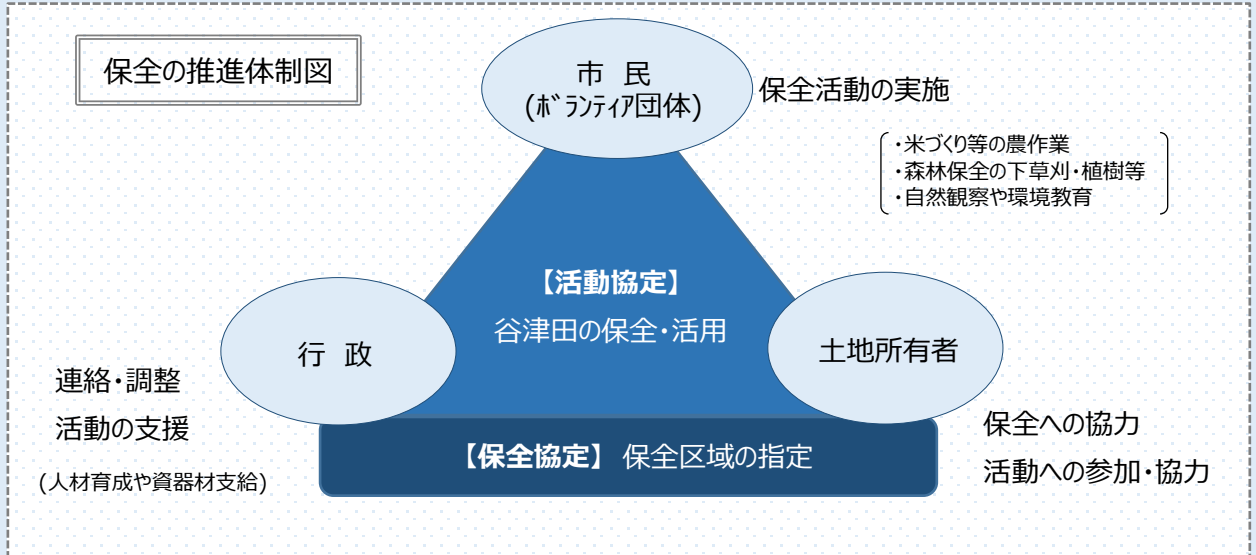 保全の推進体制図
市 民
(ﾎﾞﾗﾝﾃｨｱ団体)
保全活動の実施
・米づくり等の農作業
・森林保全の下草刈・植樹等
・自然観察や環境教育
【活動協定】
谷津田の保全・活用
行 政
土地所有者
連絡・調整
活動の支援
(人材育成や資器材支給)
【保全協定】 保全区域の指定
保全への協力
活動への参加・協力